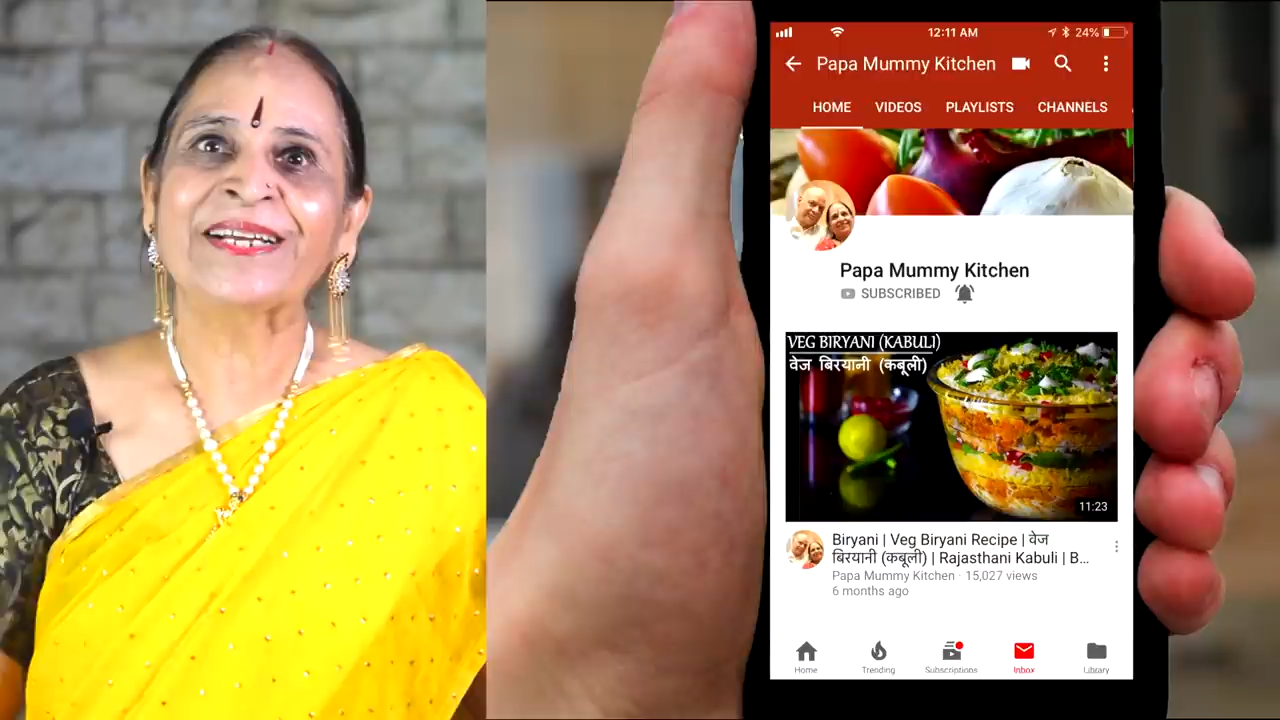 12:11 AM
24%
Papa Mummy Kitchen
HOME VIDEOS PLAYLISTS CHANNELS
Papa Mummy Kitchen
SUBSCRIBED
VEG BIRYANI (KABULI)
वेज बिरयानी (कबूली)
11:23
Biryani | Veg Biryani Recipe | वेज
बिरयानी (कबूली) | Rajasthani Kabuli | B...
Papa Mummy Kitchen · 15,027 views
6 months ago
Home Trending Subscriptions Inbox Library